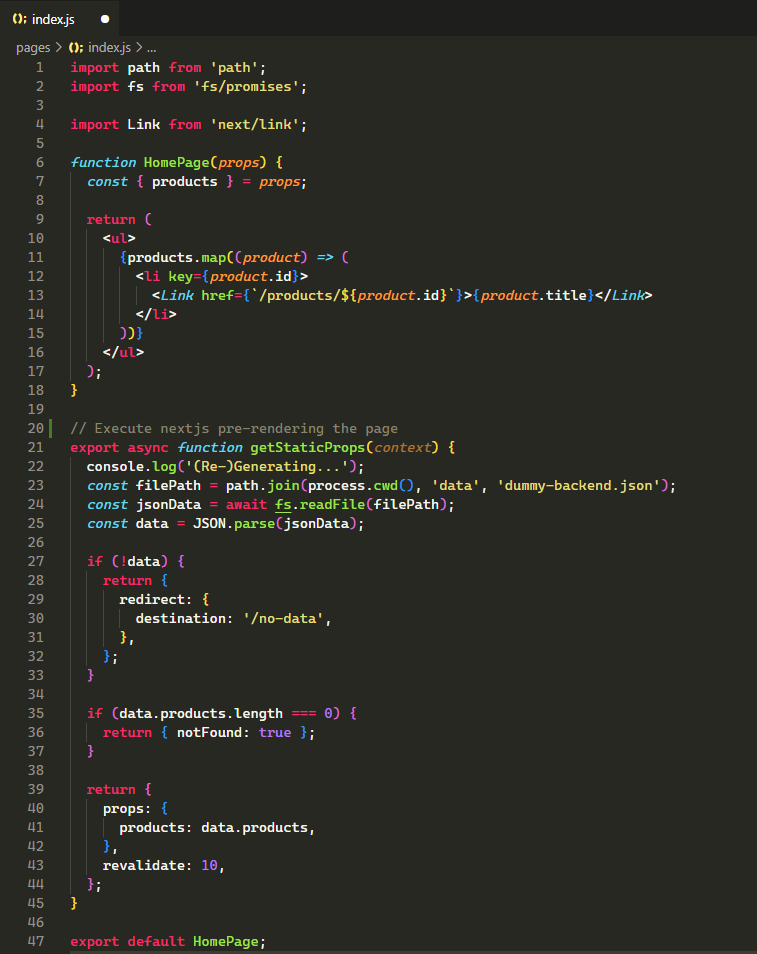 (); index.js ●
pages > (); index.js > ...
1 import path from 'path';
2 import fs from 'fs/promises';
3
4 import Link from 'next/link';
5
6 function HomePage(props) {
7   const { products } = props;
8
9   return (
10     <ul>
11       {products.map((product) => (
12         <li key={product.id}>
13           <Link href={`/products/${product.id}`}>{product.title}</Link>
14         </li>
15       ))}
16     </ul>
17   );
18 }
19
20 // Execute nextjs pre-rendering the page
21 export async function getStaticProps(context) {
22   console.log('(Re-)Generating...');
23   const filePath = path.join(process.cwd(), 'data', 'dummy-backend.json');
24   const jsonData = await fs.readFile(filePath);
25   const data = JSON.parse(jsonData);
26
27   if (!data) {
28     return {
29       redirect: {
30         destination: '/no-data',
31       },
32     };
33   }
34
35   if (data.products.length === 0) {
36     return { notFound: true };
37   }
38
39   return {
40     props: {
41       products: data.products,
42     },
43     revalidate: 10,
44   };
45 }
46
47 export default HomePage;